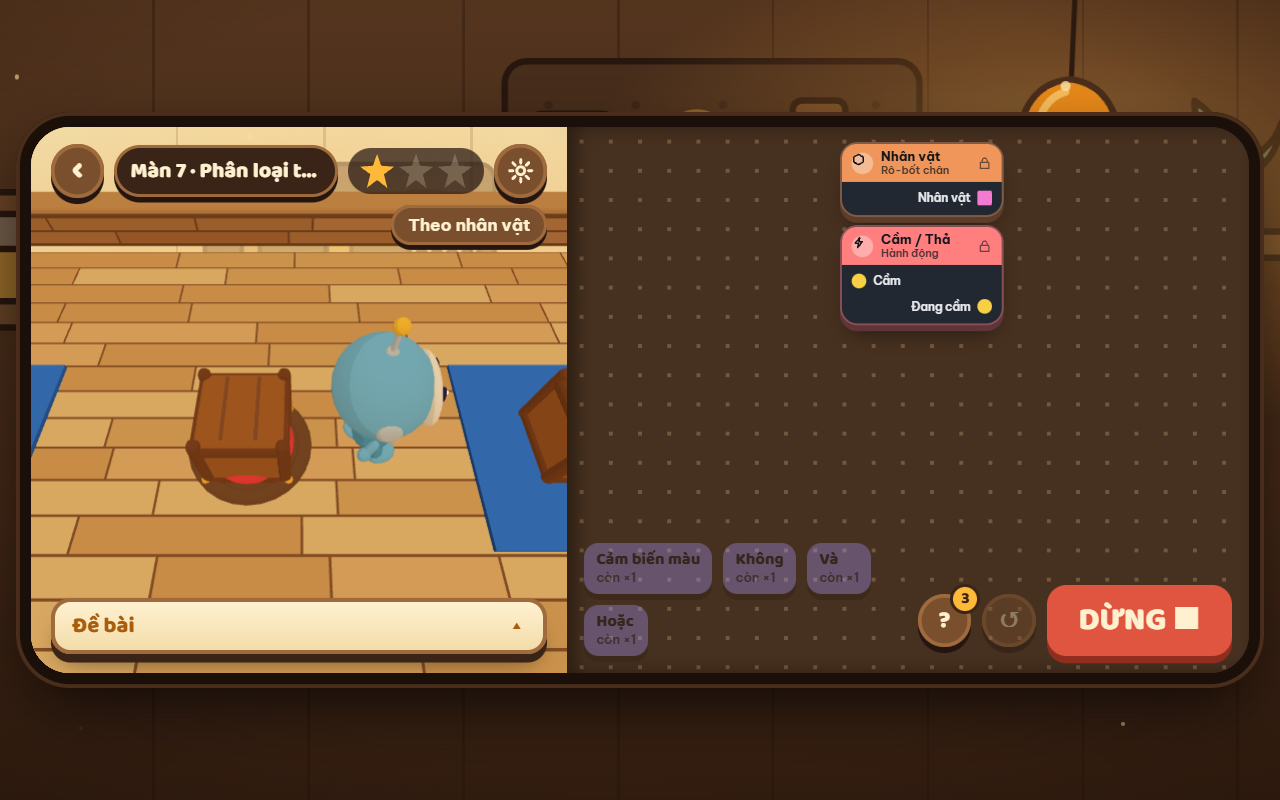 Màn 7 · Phân loại t...
Theo nhân vật
Đề bài
Nhân vật
Rô-bốt chân
Nhân vật
Cầm / Thả
Hành động
Cầm
Đang cầm
Cảm biến màu
còn ×1
Không
còn ×1
Và
còn ×1
Hoặc
còn ×1
?
3
DỪNG